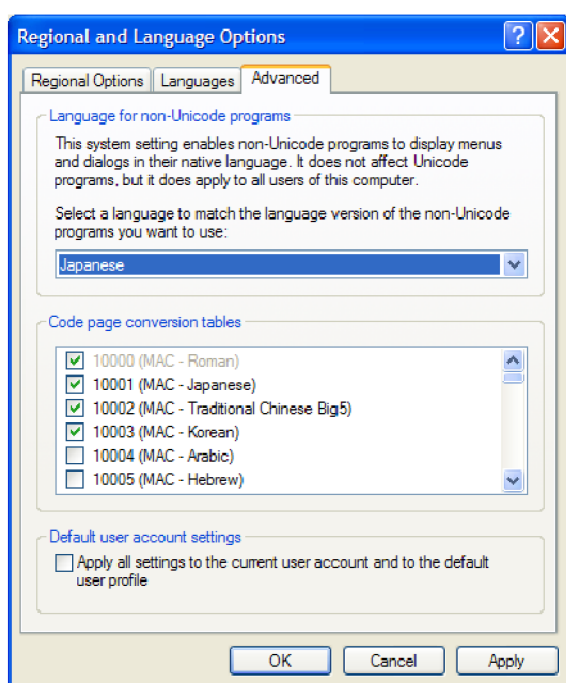 Regional and Language Options
Regional Options
Languages
Advanced
Language for non-Unicode programs
This system setting enables non-Unicode programs to display menus
and dialogs in their native language. It does not affect Unicode
programs, but it does apply to all users of this computer.
Select a language to match the language version of the non-Unicode
programs you want to use:
Japanese
Code page conversion tables
10000 (MAC - Roman)
10001 (MAC - Japanese)
10002 (MAC - Traditional Chinese Big5)
10003 (MAC - Korean)
10004 (MAC - Arabic)
10005 (MAC - Hebrew)
Default user account settings
Apply all settings to the current user account and to the default
user profile
OK
Cancel
Apply